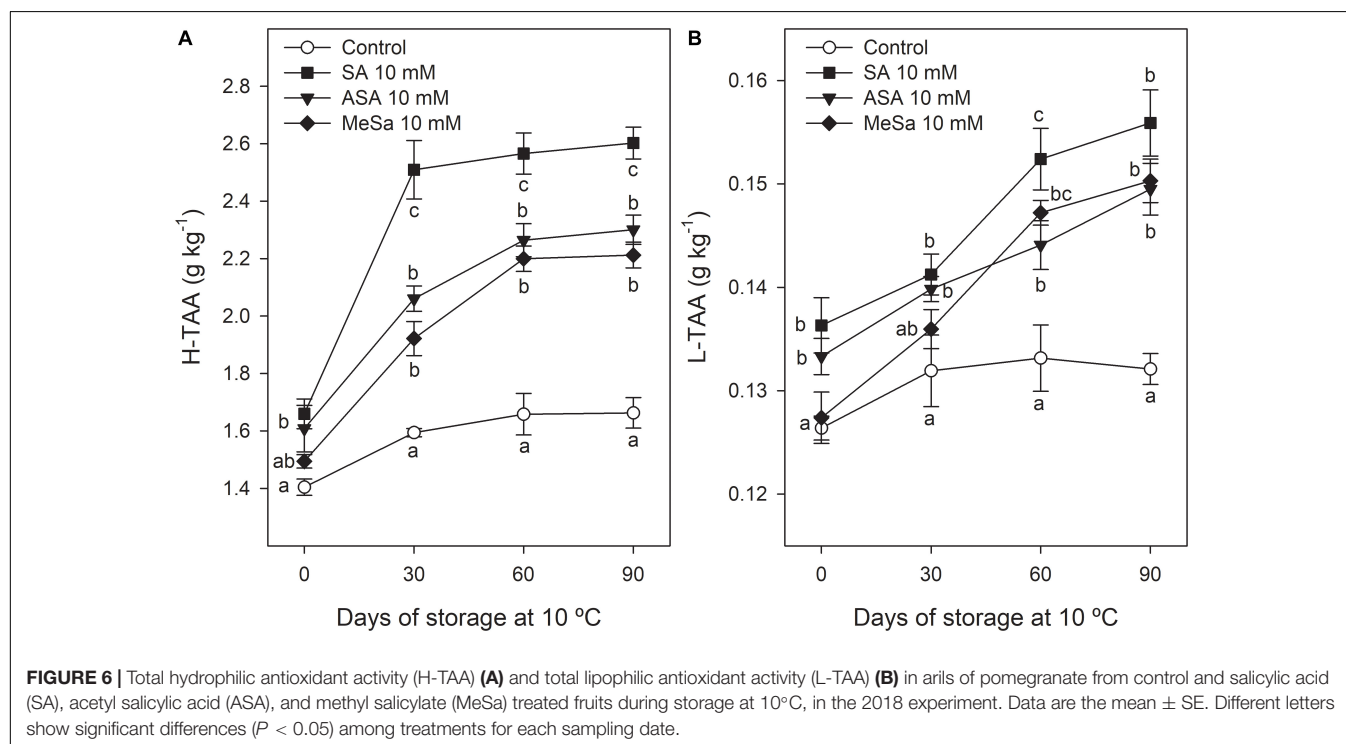 A
Control
SA 10 mM
ASA 10 mM
MeSa 10 mM
2.8
2.6
2.4
2.2
2.0
1.8
1.6
1.4
H-TAA (g kg-1)
b
ab
a
c
b
b
a
c
b
b
a
c
b
b
a
0 30 60 90
Days of storage at 10 ºC
B
Control
SA 10 mM
ASA 10 mM
MeSa 10 mM
0.16
0.15
0.14
0.13
0.12
L-TAA (g kg-1)
b
b
a
b
b
ab
a
c
bc
b
a
b
b
b
a
0 30 60 90
Days of storage at 10 ºC
FIGURE 6 | Total hydrophilic antioxidant activity (H-TAA) (A) and total lipophilic antioxidant activity (L-TAA) (B) in arils of pomegranate from control and salicylic acid
(SA), acetyl salicylic acid (ASA), and methyl salicylate (MeSa) treated fruits during storage at 10°C, in the 2018 experiment. Data are the mean ± SE. Different letters
show significant differences (P < 0.05) among treatments for each sampling date.